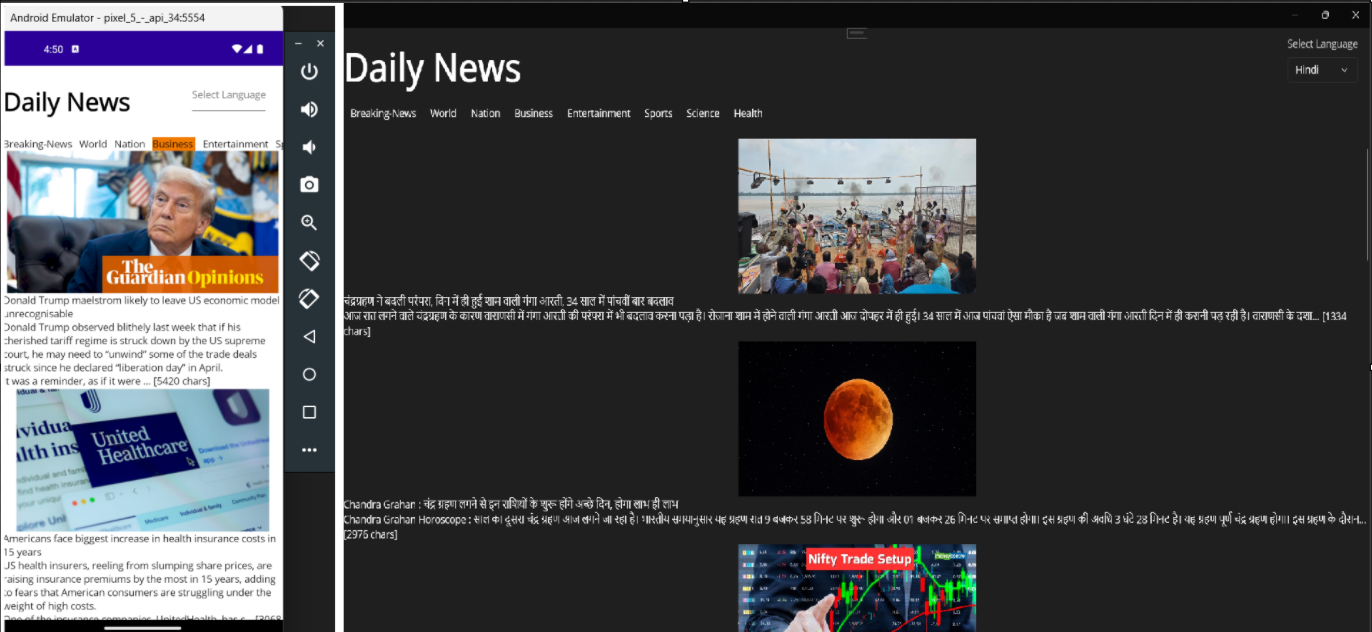 Android Emulator - pixel_5_-_api_34:5554
4:50
Daily News
Select Language
Breaking-News World Nation Business Entertainment Sp
The Guardian Opinions
Donald Trump maelstrom likely to leave US economic model
unrecognisable
Donald Trump observed blithely last week that if his
cherished tariff regime is struck down by the US supreme
court, he may need to “unwind” some of the trade deals
struck since he declared “liberation day” in April.
It was a reminder, as if it were ... [5420 chars]
United
Healthcare
Americans face biggest increase in health insurance costs in
15 years
US health insurers, reeling from slumping share prices, are
raising insurance premiums by the most in 15 years, adding
to fears that American consumers are struggling under the
weight of high costs.
One of the insurance companies, UnitedHealth, has
Daily News
Select Language
Hindi
Breaking-News World Nation Business Entertainment Sports Science Health
चंद्रग्रहण ने बदली परंपरा, दिन में ही हुई शाम वाली गंगा आरती, 34 साल में पांचवीं बार बदलाव
आज रात लगने वाले चंद्रग्रहण के कारण वाराणसी में गंगा आरती की परंपरा में भी बदलाव करना पड़ा है। रोजाना शाम में होने वाली गंगा आरती आज दोपहर में ही हुई। 34 साल में आज पांचवां ऐसा मौका है जब शाम वाली गंगा आरती दिन में ही करानी पड़ रही है। वाराणसी के दशा... [1334
chars]
Chandra Grahan : चंद्र ग्रहण लगने से इन राशियों के शुरू होंगे अच्छे दिन, होगा लाभ ही लाभ
Chandra Grahan Horoscope : साल का दूसरा चंद्र ग्रहण आज लगने जा रहा है। भारतीय समयानुसार यह ग्रहण रात 9 बजकर 58 मिनट पर शुरू होगा और 01 बजकर 26 मिनट पर समाप्त होगा। इस ग्रहण की अवधि 3 घंटे 28 मिनट है। यह ग्रहण पूर्ण चंद्र ग्रहण होगा। इस ग्रहण के दौरान...
[2976 chars]
Nifty Trade Setup